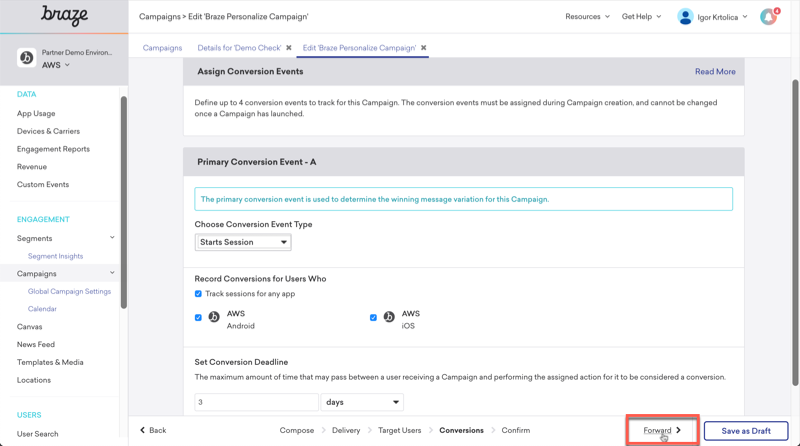 braze
Campaigns > Edit 'Braze Personalize Campaign'
Resources
Get Help
Igor Krtolica
4
Partner Demo Environ...
AWS
Campaigns
Details for 'Demo Check' ✖
Edit 'Braze Personalize Campaign' ✖
DATA
App Usage
Devices & Carriers
Engagement Reports
Revenue
Custom Events
ENGAGEMENT
Segments
Segment Insights
Campaigns
Global Campaign Settings
Calendar
Canvas
News Feed
Templates & Media
Locations
USERS
User Search
Assign Conversion Events
Read More
Define up to 4 conversion events to track for this Campaign. The conversion events must be assigned during Campaign creation, and cannot be changed
once a Campaign has launched.
Primary Conversion Event - A
The primary conversion event is used to determine the winning message variation for this Campaign.
Choose Conversion Event Type
Starts Session
Record Conversions for Users Who
Track sessions for any app
AWS
Android
AWS
iOS
Set Conversion Deadline
The maximum amount of time that may pass between a user receiving a Campaign and performing the assigned action for it to be considered a conversion.
3
days
Back
Compose > Delivery > Target Users > Conversions > Confirm
Forward
Save as Draft